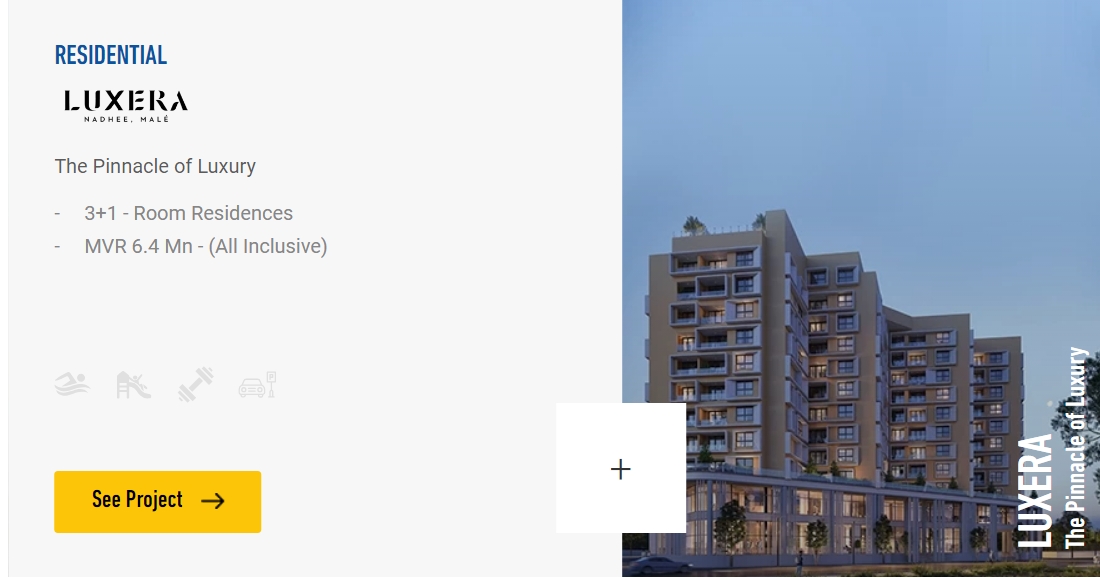 RESIDENTIAL
LUXERA
NADHEE, MALÉ
The Pinnacle of Luxury
- 3+1 - Room Residences
- MVR 6.4 Mn - (All Inclusive)
See Project →
+
LUXERA
The Pinnacle of Luxury